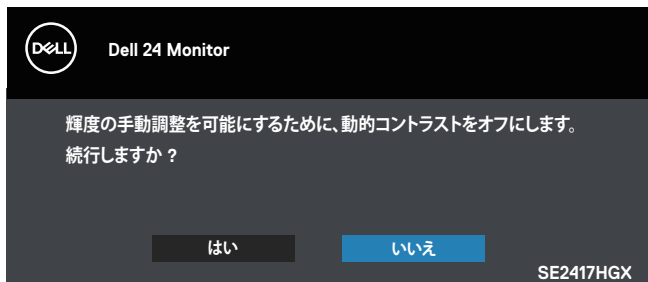 DELL
Dell 24 Monitor
輝度の手動調整を可能にするために、動的コントラストをオフにします。
続行しますか ?
はい
いいえ
SE2417HGX